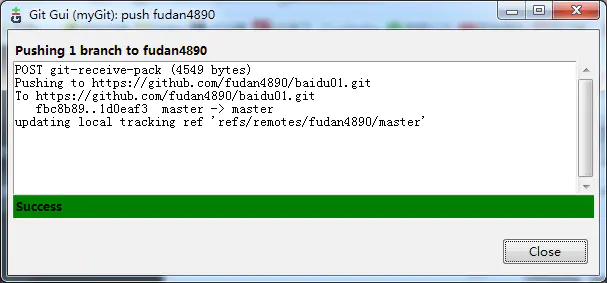 Git Gui (myGit): push fudan4890
Pushing 1 branch to fudan4890
POST git-receive-pack (4549 bytes)
Pushing to https://github.com/fudan4890/baidu01.git
To https://github.com/fudan4890/baidu01.git
   fbc8b89..1d0eaf3  master -> master
updating local tracking ref 'refs/remotes/fudan4890/master'
Success
Close